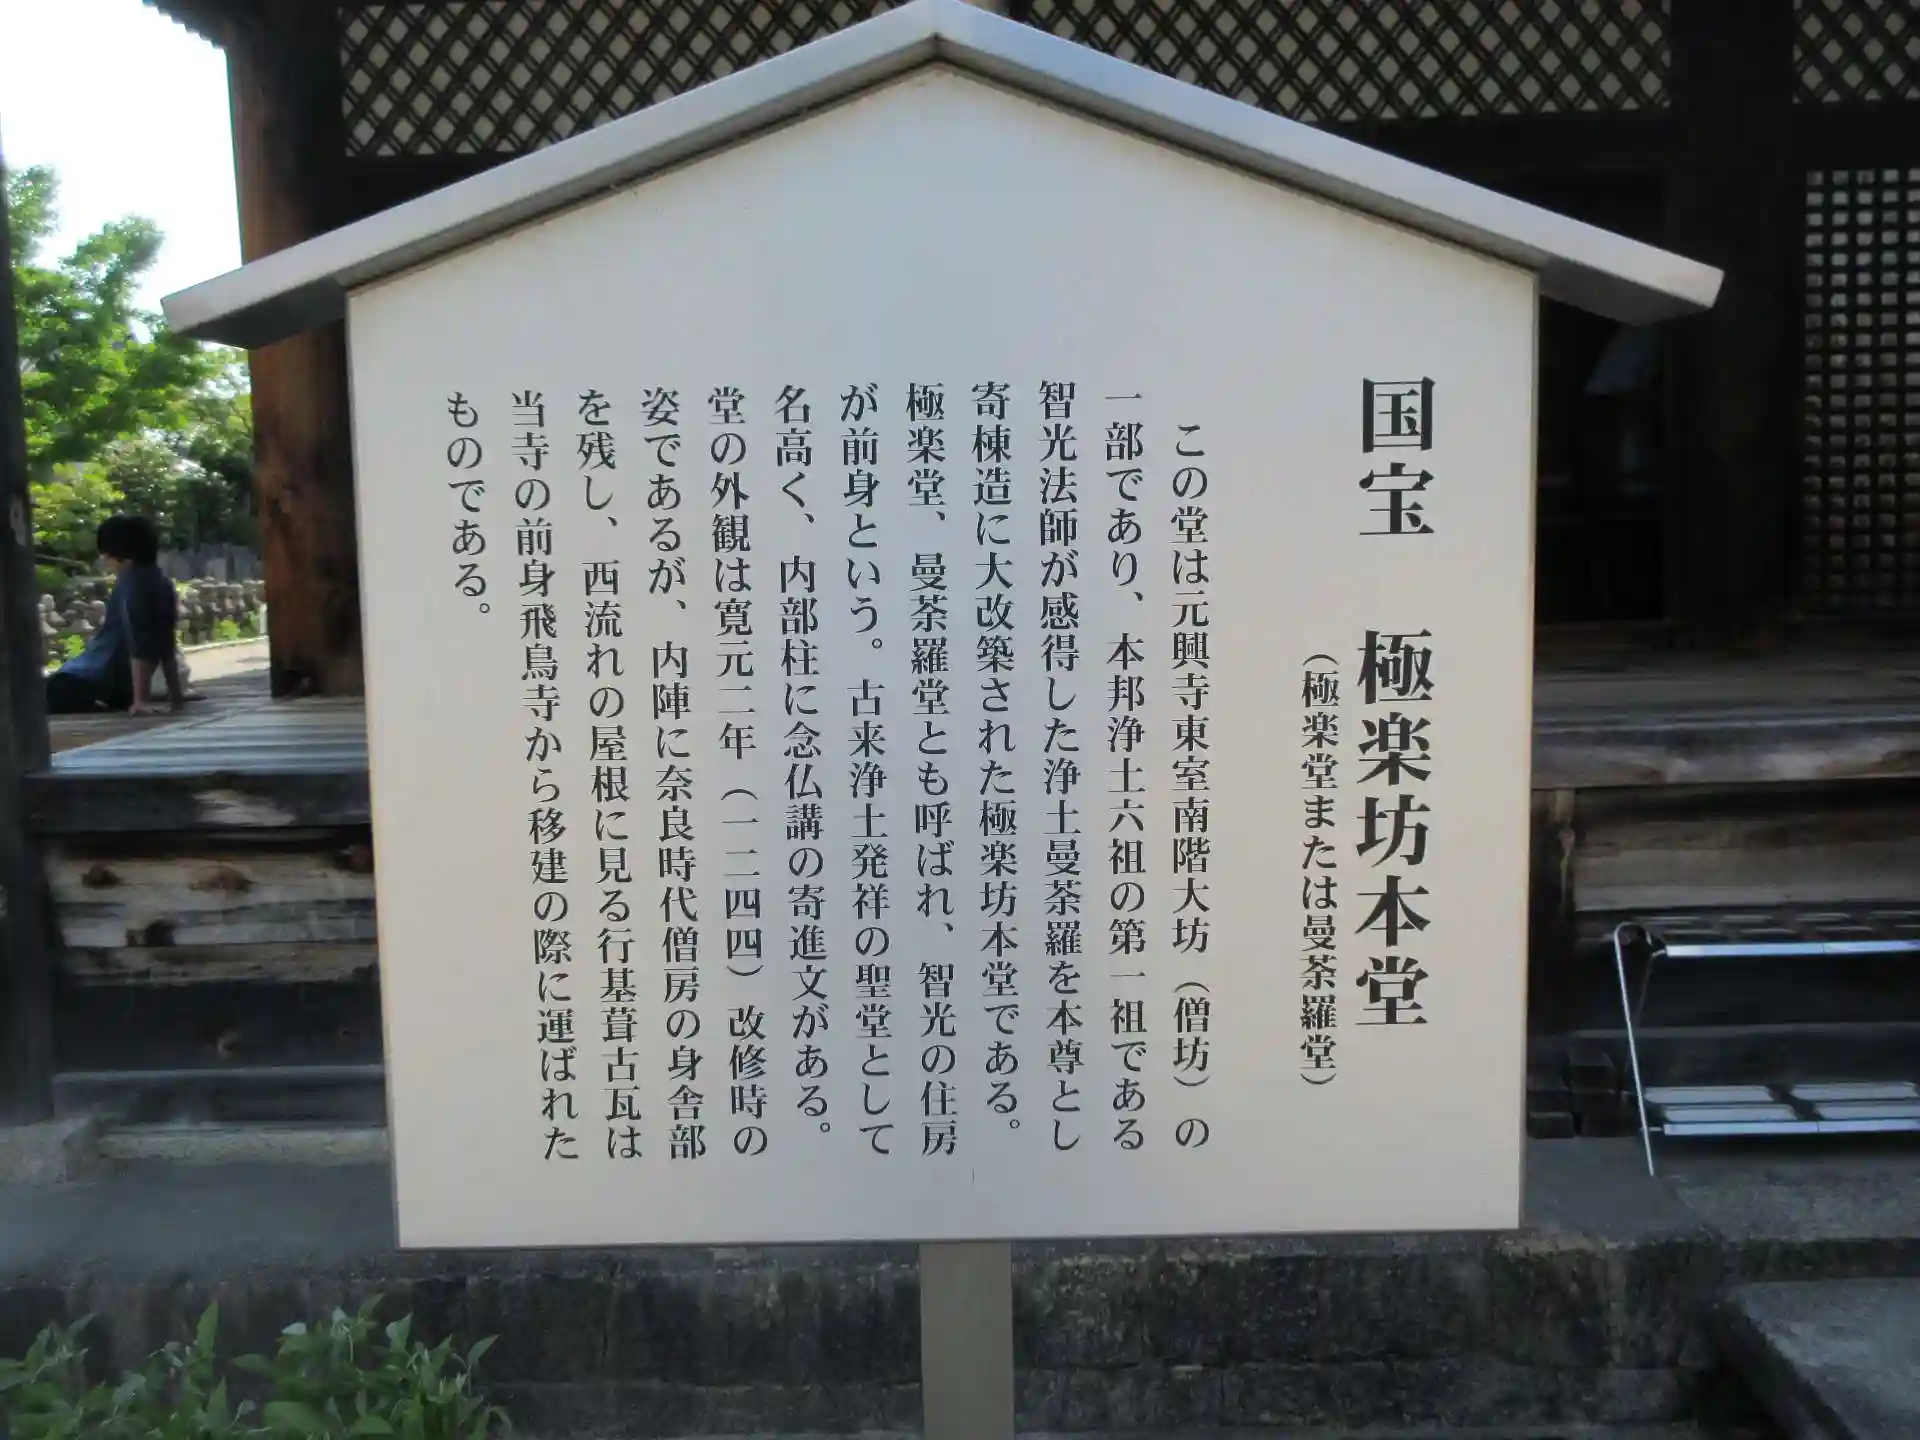 国宝　極楽坊本堂
（極楽堂または曼荼羅堂）
この堂は元興寺東室南階大坊（僧坊）の
一部であり、本邦浄土六祖の第一祖である
智光法師が感得した浄土曼荼羅を本尊とし
寄棟造に大改築された極楽坊本堂である。
極楽堂、曼荼羅堂とも呼ばれ、智光の住房
が前身という。古来浄土発祥の聖堂として
名高く、内部柱に念仏講の寄進文がある。
堂の外観は寛元二年（一二四四）改修時の
姿であるが、内陣に奈良時代僧房の身舎部
を残し、西流れの屋根に見る行基葺古瓦は
当寺の前身飛鳥寺から移建の際に運ばれた
ものである。